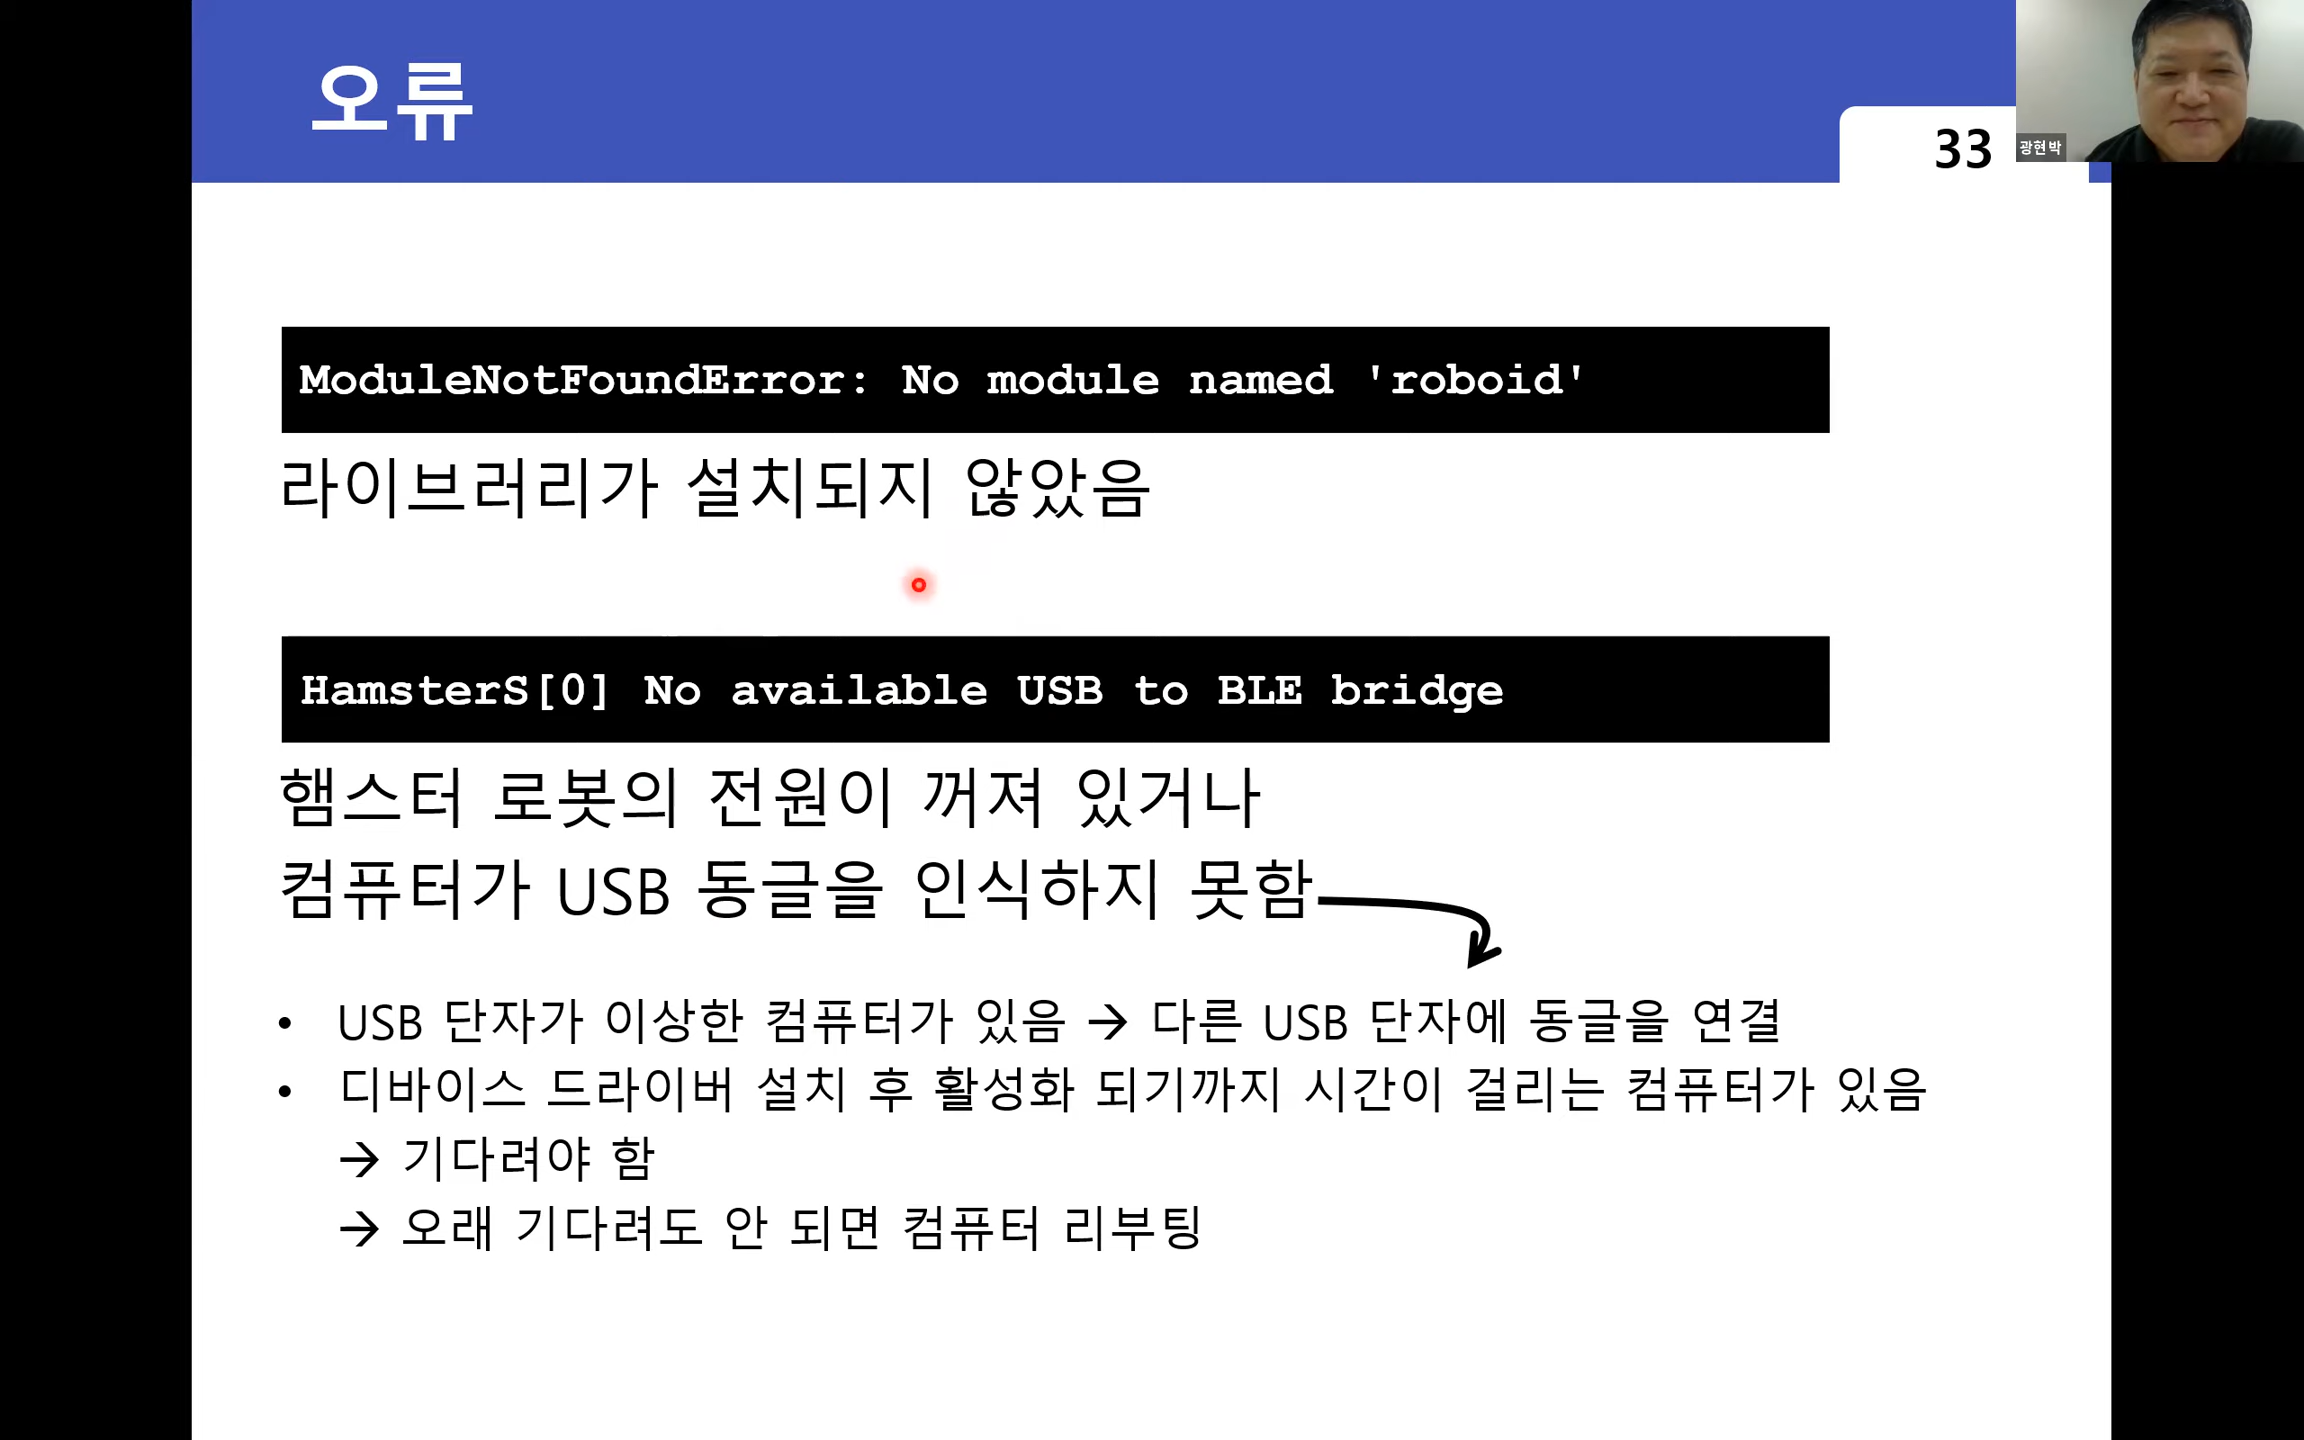 오류
33
광현박
ModuleNotFoundError: No module named 'roboid'
라이브러리가 설치되지 않았음
HamsterS[0] No available USB to BLE bridge
햄스터 로봇의 전원이 꺼져 있거나
컴퓨터가 USB 동글을 인식하지 못함
• USB 단자가 이상한 컴퓨터가 있음 → 다른 USB 단자에 동글을 연결
• 디바이스 드라이버 설치 후 활성화 되기까지 시간이 걸리는 컴퓨터가 있음
→ 기다려야 함
→ 오래 기다려도 안 되면 컴퓨터 리부팅